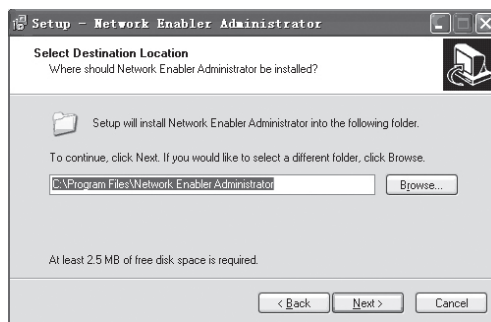 Setup - Network Enabler Administrator
Select Destination Location
Where should Network Enabler Administrator be installed?
Setup will install Network Enabler Administrator into the following folder.
To continue, click Next. If you would like to select a different folder, click Browse.
C:\Program Files\Network Enabler Administrator
Browse...
At least 2.5 MB of free disk space is required.
< Back
Next >
Cancel